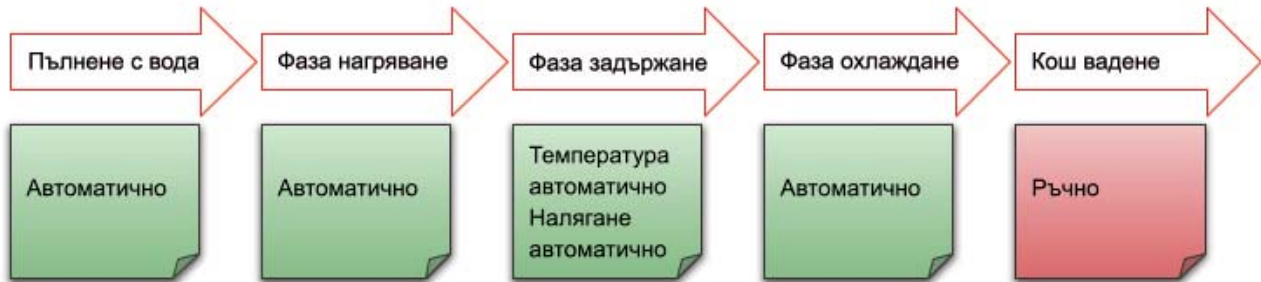 Пълнене с вода
Фаза нагряване
Фаза задържане
Фаза охлаждане
Кош вадене
Автоматично
Автоматично
Температура
автоматично
Налягане
автоматично
Автоматично
Ръчно